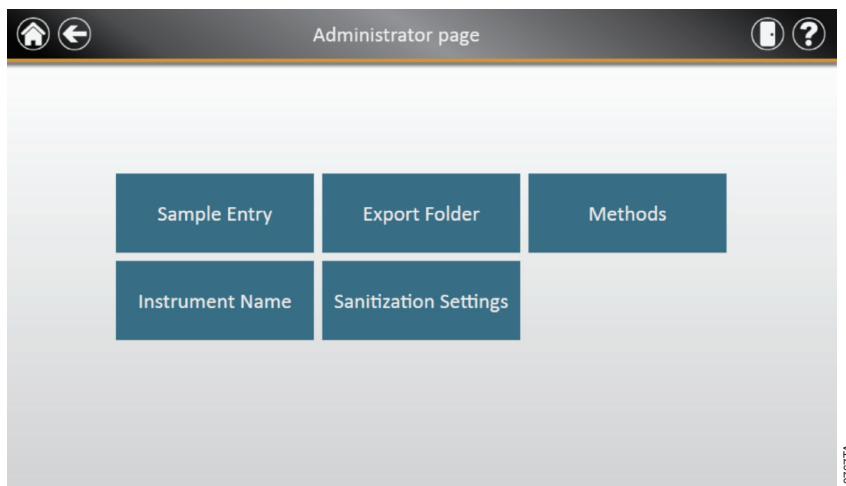 Administrator page
?
Sample Entry
Export Folder
Methods
Instrument Name
Sanitization Settings